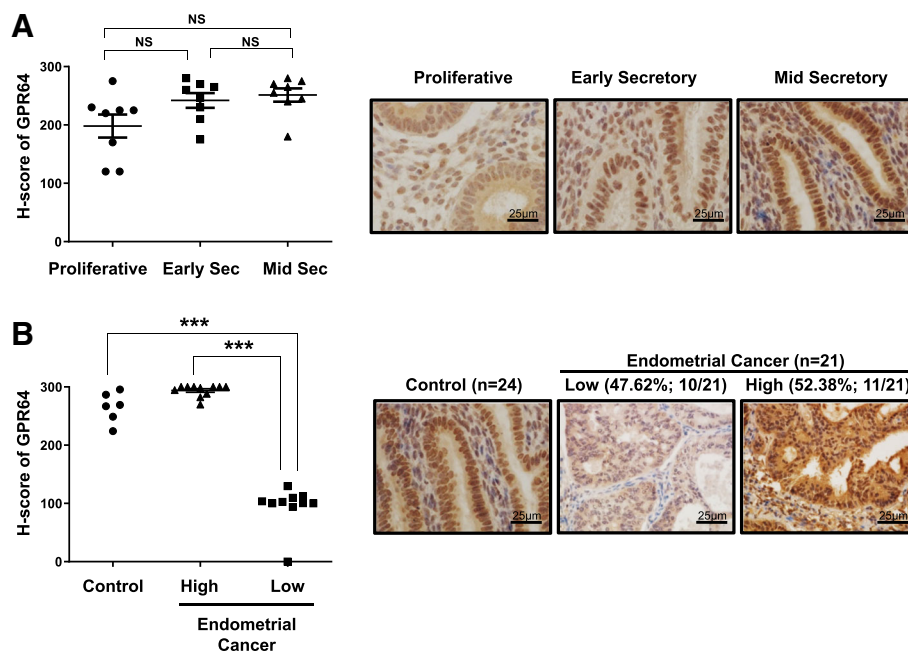 A
NS
NS
NS
H-score of GPR64
300
200
100
0
Proliferative
Early Sec
Mid Sec
Proliferative
Early Secretory
Mid Secretory
25μm
25μm
25μm
B
***
***
H-score of GPR64
300
200
100
0
Control
High
Low
Endometrial
Cancer
Endometrial Cancer (n=21)
Control (n=24)
Low (47.62%; 10/21)
High (52.38%; 11/21)
25μm
25μm
25μm